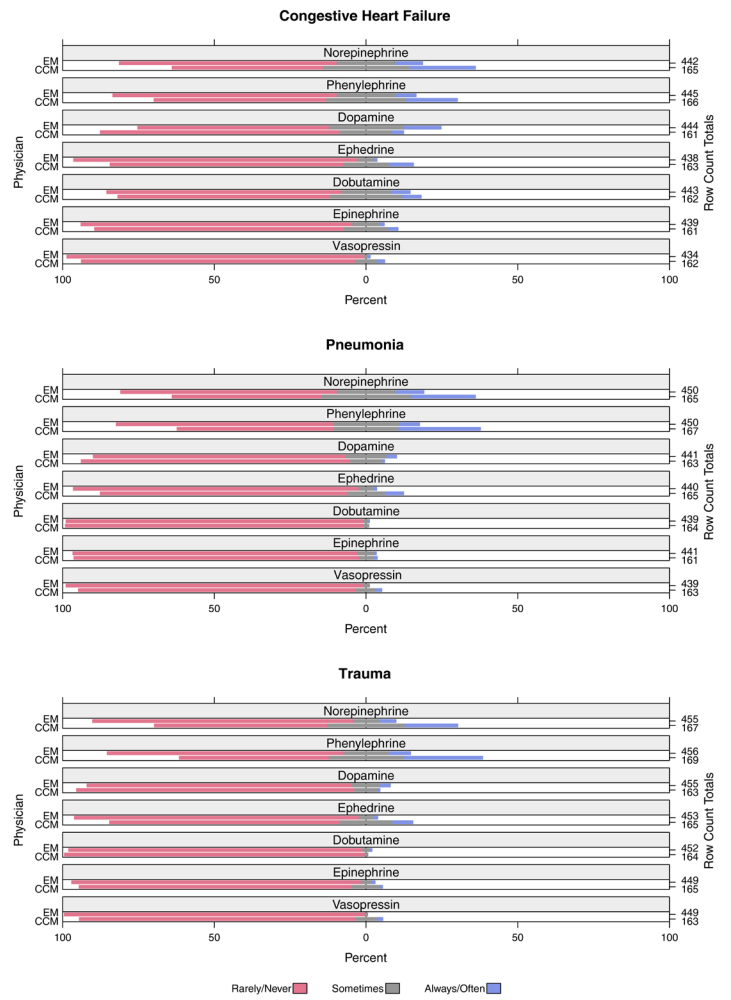 Congestive Heart Failure
Physician
Row Count Totals
Norepinephrine
EM 442
CCM 165
Phenylephrine
EM 445
CCM 166
Dopamine
EM 444
CCM 161
Ephedrine
EM 438
CCM 163
Dobutamine
EM 443
CCM 162
Epinephrine
EM 439
CCM 161
Vasopressin
EM 434
CCM 162
100 50 0 50 100
Percent
Pneumonia
Physician
Row Count Totals
Norepinephrine
EM 450
CCM 165
Phenylephrine
EM 450
CCM 167
Dopamine
EM 441
CCM 163
Ephedrine
EM 440
CCM 165
Dobutamine
EM 439
CCM 164
Epinephrine
EM 441
CCM 161
Vasopressin
EM 439
CCM 163
100 50 0 50 100
Percent
Trauma
Physician
Row Count Totals
Norepinephrine
EM 455
CCM 167
Phenylephrine
EM 456
CCM 169
Dopamine
EM 455
CCM 163
Ephedrine
EM 453
CCM 165
Dobutamine
EM 452
CCM 164
Epinephrine
EM 449
CCM 165
Vasopressin
EM 449
CCM 163
100 50 0 50 100
Percent
Rarely/Never Sometimes Always/Often